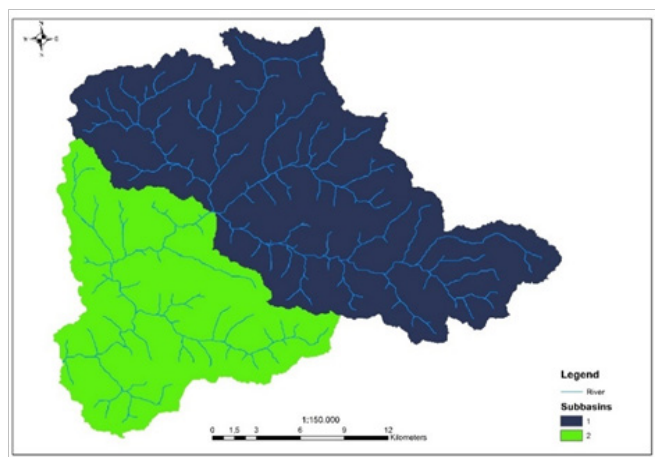 Legend
River
Subbasins
1
2
1:150.000
0 1.5 3 6 9 12
Kilometers